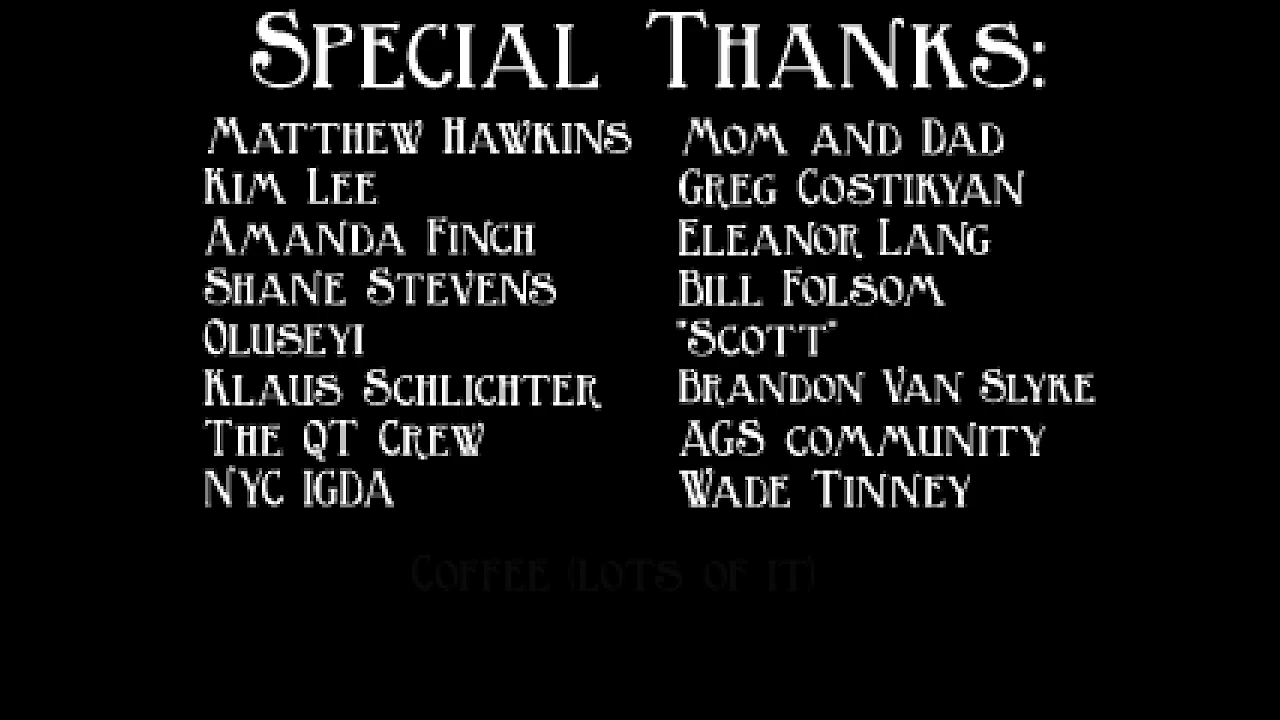 Special Thanks:
Matthew Hawkins
Kim Lee
Amanda Finch
Shane Stevens
Oluseyi
Klaus Schlichter
The QT Crew
NYC IGDA
Mom and Dad
Greg Costikyan
Eleanor Lang
Bill Folsom
"Scott"
Brandon Van Slyke
AGS community
Wade Tinney
Coffee (lots of it)